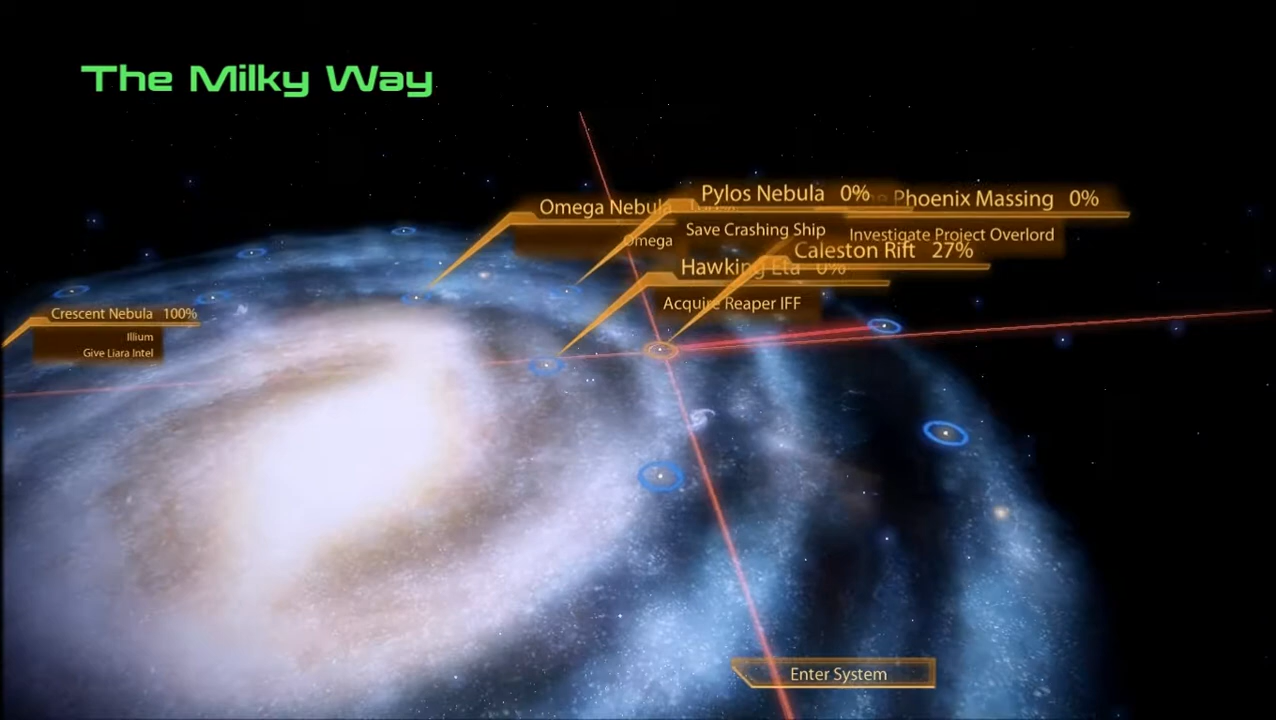 The Milky Way
Pylos Nebula 0%
Phoenix Massing 0%
Omega Nebula
Save Crashing Ship
Investigate Project Overlord
Omega
Caleston Rift 27%
Hawking Eta 0%
Acquire Reaper IFF
Crescent Nebula 100%
Illium
Give Liara Intel
Enter System